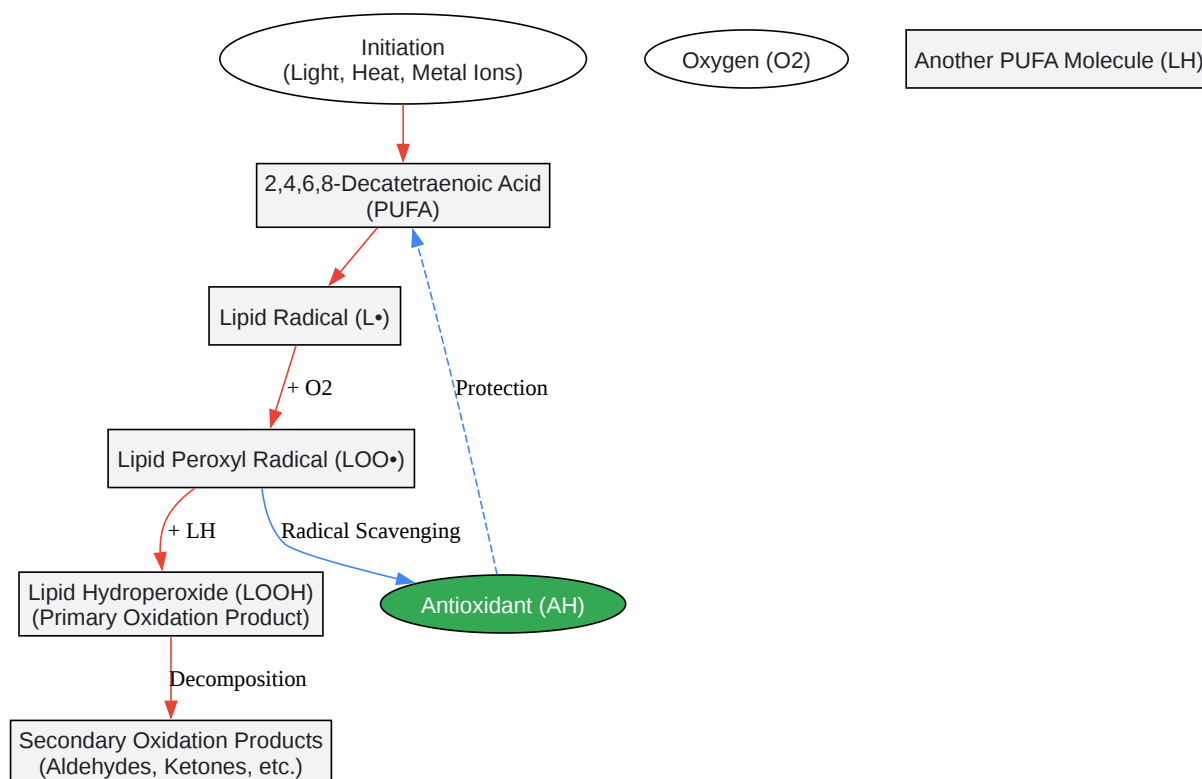 Initiation
(Light, Heat, Metal Ions)
Oxygen (O2)
Another PUFA Molecule (LH)
2,4,6,8-Decatetraenoic Acid
(PUFA)
Lipid Radical (L•)
+ O2
Protection
Lipid Peroxyl Radical (LOO•)
+ LH
Radical Scavenging
Lipid Hydroperoxide (LOOH)
(Primary Oxidation Product)
Antioxidant (AH)
Decomposition
Secondary Oxidation Products
(Aldehydes, Ketones, etc.)